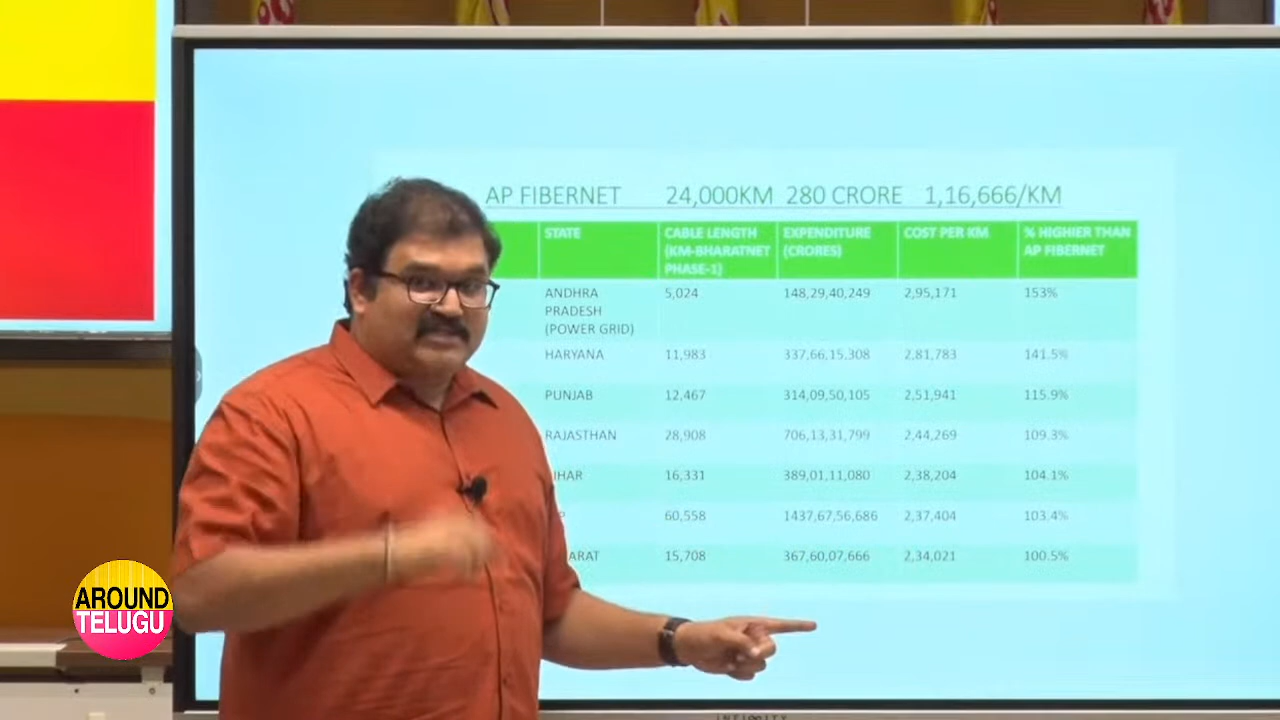 AP FIBERNET 24,000KM 280 CRORE 1,16,666/KM
STATE CABLE LENGTH (KM-BHARATNET PHASE-1) EXPENDITURE (CRORES) COST PER KM % HIGHIER THAN AP FIBERNET
ANDHRA PRADESH (POWER GRID) 5,024 148,29,40,249 2,95,171 153%
HARYANA 11,983 337,66,15,308 2,81,783 141.5%
PUNJAB 12,467 314,09,50,105 2,51,941 115.9%
RAJASTHAN 28,908 706,13,31,799 2,44,269 109.3%
IHAR 16,331 389,01,11,080 2,38,204 104.1%
P 60,558 1437,67,56,686 2,37,404 103.4%
ARAT 15,708 367,60,07,666 2,34,021 100.5%
AROUND
TELUGU
INFINITY